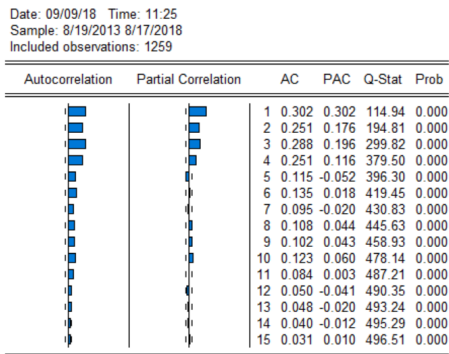 Date: 09/09/18 Time: 11:25
Sample: 8/19/2013 8/17/2018
Included observations: 1259
Autocorrelation Partial Correlation AC PAC Q-Stat Prob
1 0.302 0.302 114.94 0.000
2 0.251 0.176 194.81 0.000
3 0.288 0.196 299.82 0.000
4 0.251 0.116 379.50 0.000
5 0.115 -0.052 396.30 0.000
6 0.135 0.018 419.45 0.000
7 0.095 -0.020 430.83 0.000
8 0.108 0.044 445.63 0.000
9 0.102 0.043 458.93 0.000
10 0.123 0.060 478.14 0.000
11 0.084 0.003 487.21 0.000
12 0.050 -0.041 490.35 0.000
13 0.048 -0.020 493.24 0.000
14 0.040 -0.012 495.29 0.000
15 0.031 0.010 496.51 0.000